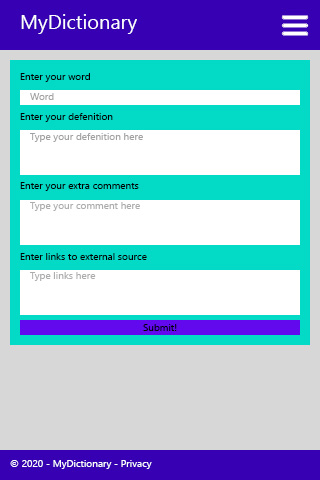 MyDictionary
Enter your word
Word
Enter your defenition
Type your defenition here
Enter your extra comments
Type your comment here
Enter links to external source
Type links here
Submit!
© 2020 - MyDictionary - Privacy